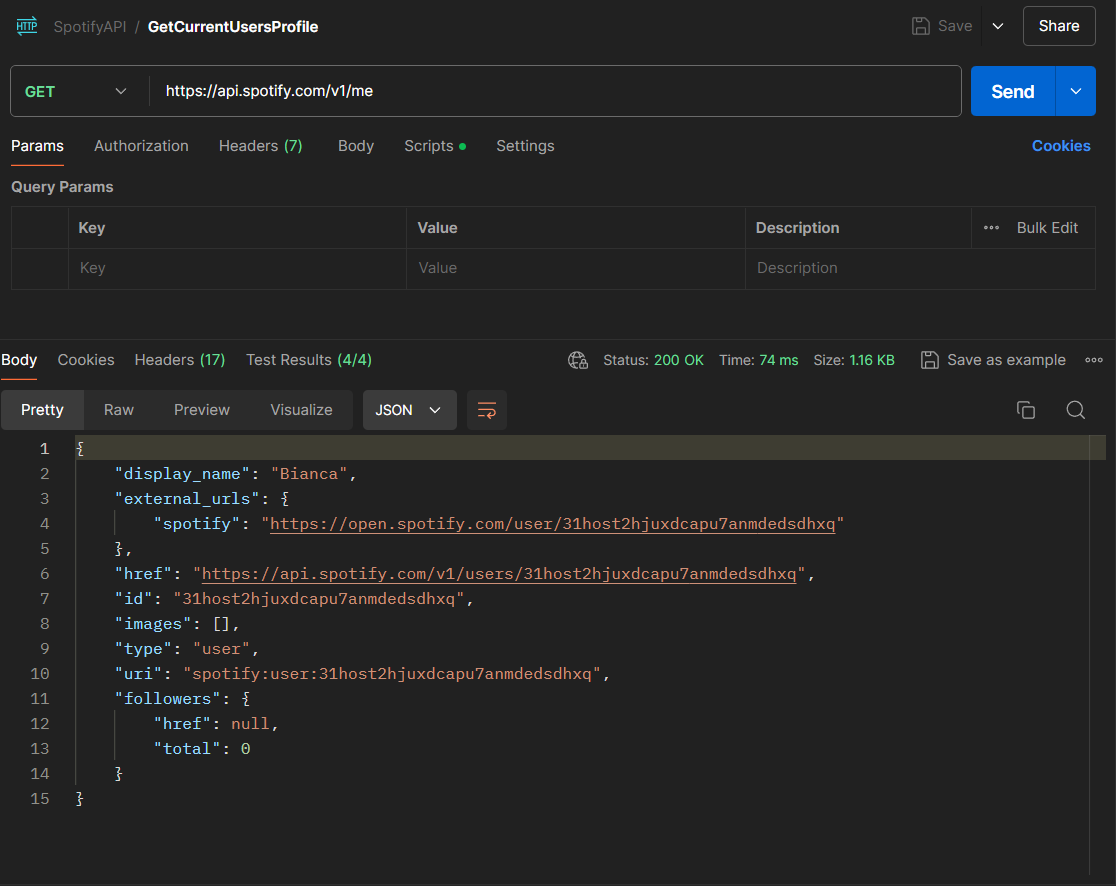 HTTP SpotifyAPI / GetCurrentUsersProfile Save Share
GET https://api.spotify.com/v1/me Send
Params Authorization Headers (7) Body Scripts Settings Cookies
Query Params
Key Value Description Bulk Edit
Key Value Description
Body Cookies Headers (17) Test Results (4/4) Status: 200 OK Time: 74 ms Size: 1.16 KB Save as example
Pretty Raw Preview Visualize JSON
1 {
2 "display_name": "Bianca",
3 "external_urls": {
4 "spotify": "https://open.spotify.com/user/31host2hjuxdcapu7anmdedsdhxq"
5 },
6 "href": "https://api.spotify.com/v1/users/31host2hjuxdcapu7anmdedsdhxq",
7 "id": "31host2hjuxdcapu7anmdedsdhxq",
8 "images": [],
9 "type": "user",
10 "uri": "spotify:user:31host2hjuxdcapu7anmdedsdhxq",
11 "followers": {
12 "href": null,
13 "total": 0
14 }
15 }